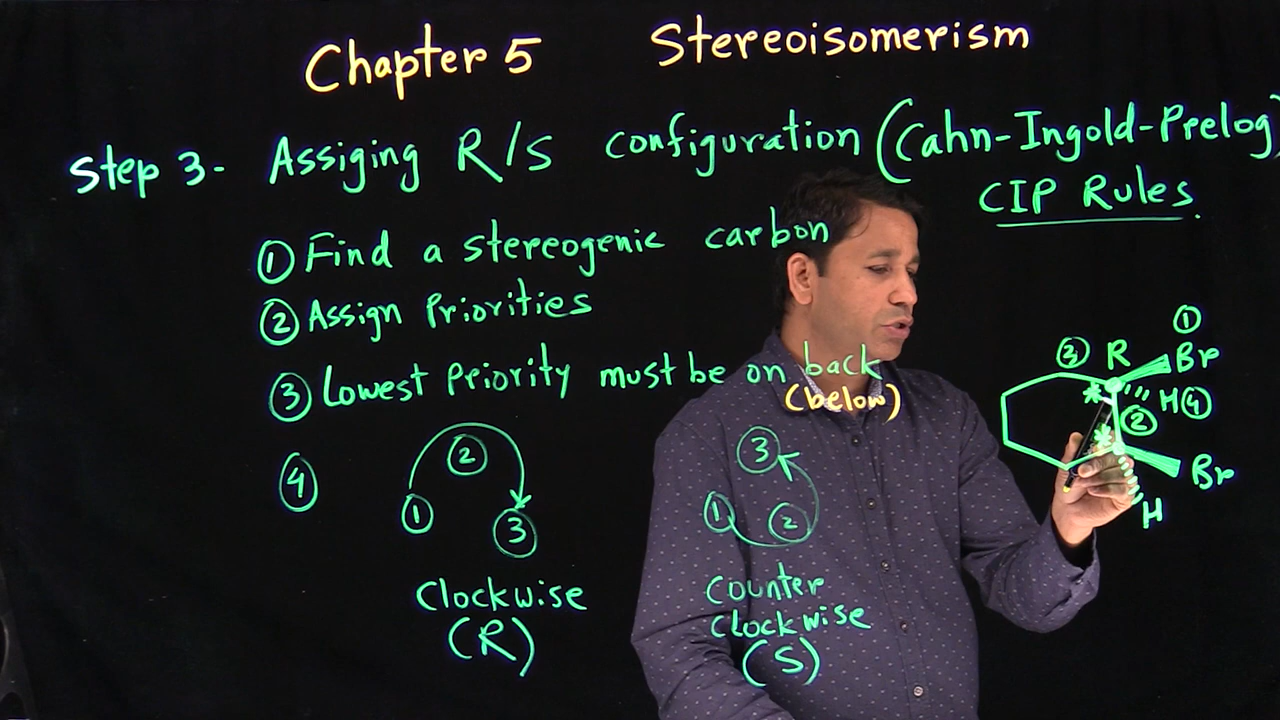 Chapter 5 Stereoisomerism
Step 3- Assiging R/S configuration (Cahn-Ingold-Prelog)
CIP Rules.
① Find a stereogenic carbon
② Assign Priorities
③ Lowest Priority must be on back
(below)
④
① ② ③
Clockwise
(R)
① ② ③
Counter
Clockwise
(S)
①
③ R Br
* H ④
②
* Br
H